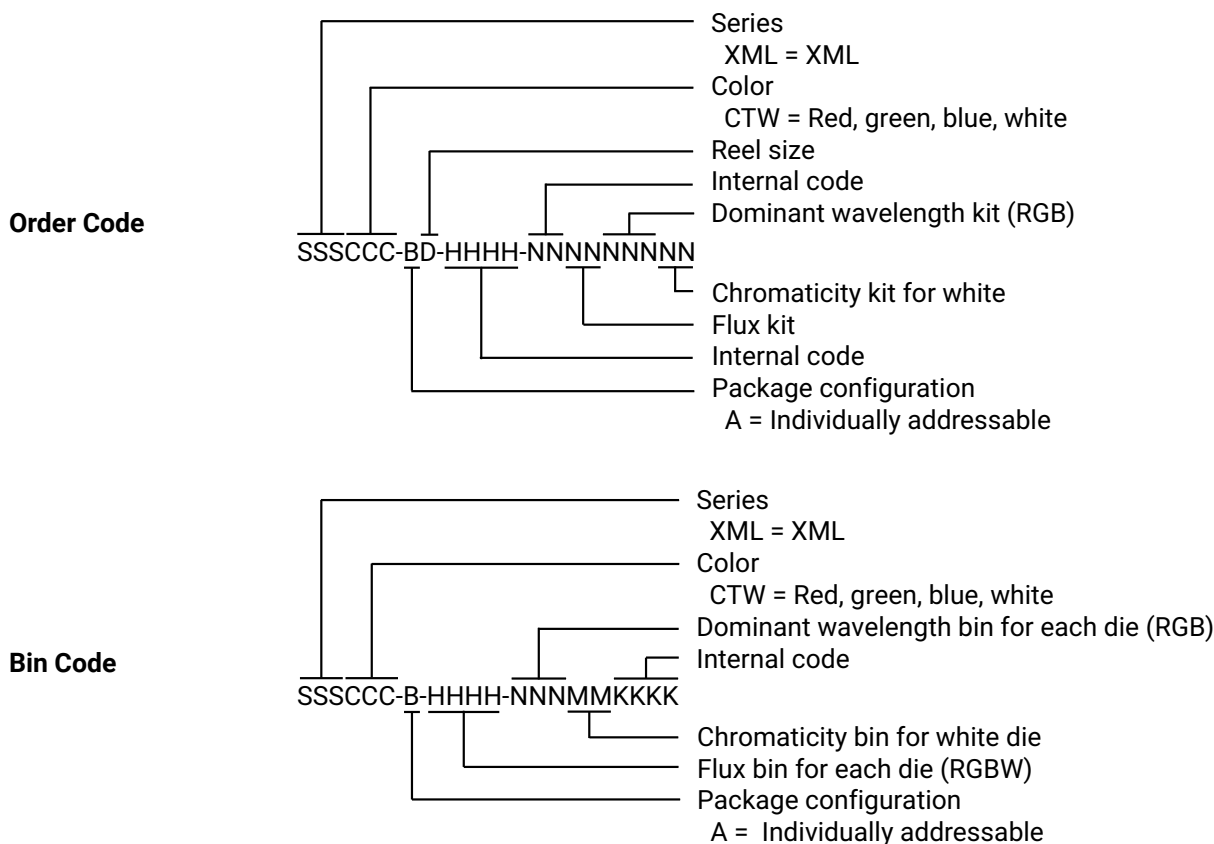 Series
XML = XML
Color
CTW = Red, green, blue, white
Reel size
Internal code
Dominant wavelength kit (RGB)
Order Code
SSSCCC-BD-HHHH-NNNNNNNNN
Chromaticity kit for white
Flux kit
Internal code
Package configuration
A = Individually addressable
Series
XML = XML
Color
CTW = Red, green, blue, white
Dominant wavelength bin for each die (RGB)
Internal code
Bin Code
SSSCCC-B-HHHH-NNNMMKKKK
Chromaticity bin for white die
Flux bin for each die (RGBW)
Package configuration
A = Individually addressable